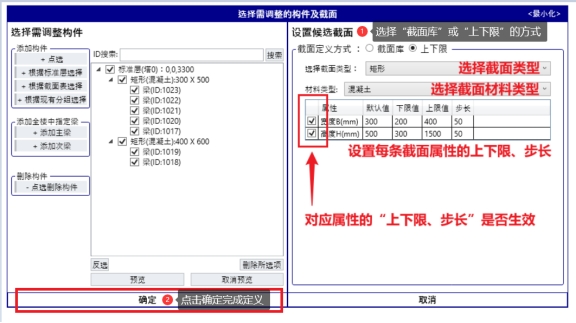 选择需调整的构件及截面
<最小化>
选择需调整构件
添加构件
+ 点选
+ 根据标准层选择
+ 根据截面表选择
+ 根据现有分组选择
添加全楼中指定梁
+ 添加主梁
+ 添加次梁
删除构件
- 点选删除构件
ID搜索:
搜索
标准层(塔0)：0,0,3300
矩形(混凝土):300 X 500
梁(ID:1023)
梁(ID:1022)
梁(ID:1021)
梁(ID:1020)
梁(ID:1017)
矩形(混凝土):400 X 600
梁(ID:1019)
梁(ID:1018)
反选
删除所选项
预览
取消预览
设置候选截面 1 选择“截面库”或“上下限”的方式
截面定义方式： 截面库 上下限
选择截面类型： 矩形 选择截面类型
材料类型: 混凝土 选择截面材料类型
属性 默认值 下限值 上限值 步长
宽度B(mm) 300 200 400 50
高度H(mm) 500 300 1500 50
设置每条截面属性的上下限、步长
对应属性的“上下限、步长”是否生效
确定 2 点击确定完成定义
取消